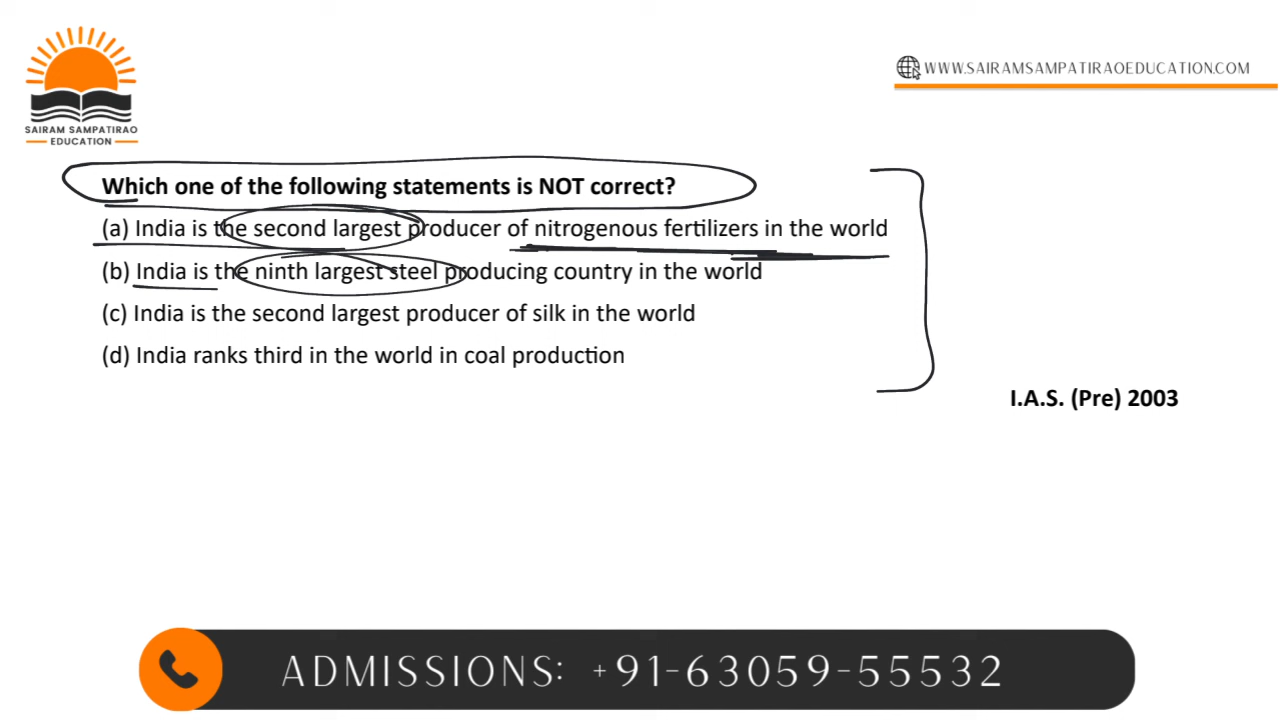 SAIRAM SAMPATIRAO
EDUCATION
WWW.SAIRAMSAMPATIRAOEDUCATION.COM
Which one of the following statements is NOT correct?
(a) India is the second largest producer of nitrogenous fertilizers in the world
(b) India is the ninth largest steel producing country in the world
(c) India is the second largest producer of silk in the world
(d) India ranks third in the world in coal production
I.A.S. (Pre) 2003
ADMISSIONS: +91-63059-55532